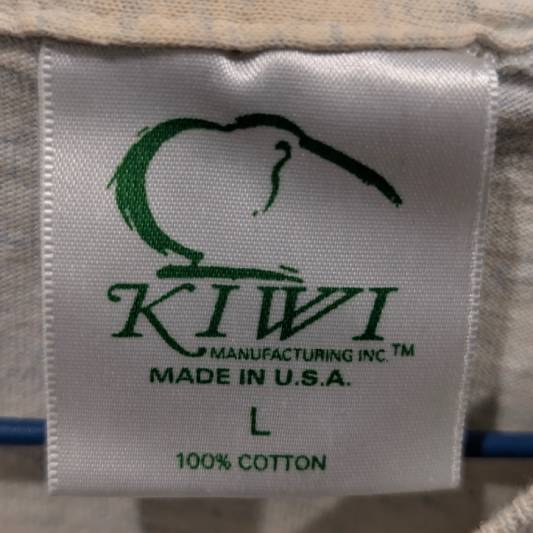 KIWI
MANUFACTURING INC.™
MADE IN U.S.A.
L
100% COTTON